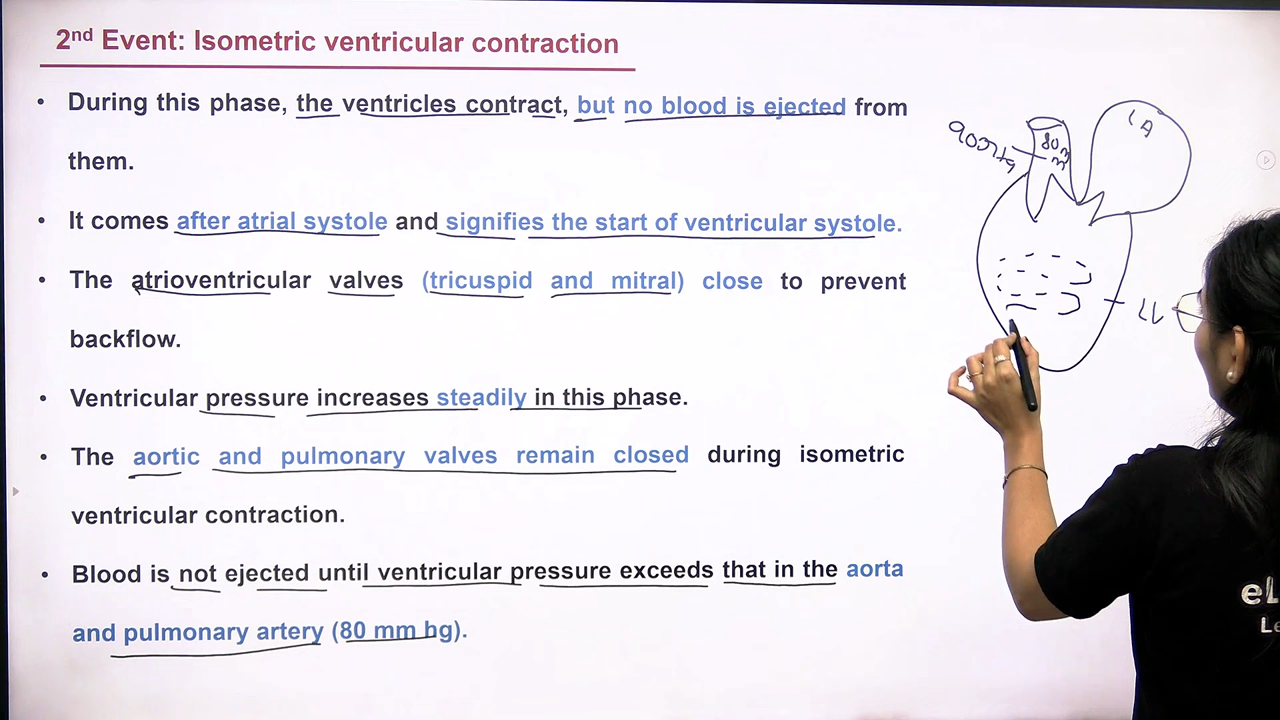 2nd Event: Isometric ventricular contraction
• During this phase, the ventricles contract, but no blood is ejected from
them.
• It comes after atrial systole and signifies the start of ventricular systole.
• The atrioventricular valves (tricuspid and mitral) close to prevent
backflow.
• Ventricular pressure increases steadily in this phase.
• The aortic and pulmonary valves remain closed during isometric
ventricular contraction.
• Blood is not ejected until ventricular pressure exceeds that in the aorta
and pulmonary artery (80 mm hg).
aorta
80 m
m
LA
LV
eL
Le